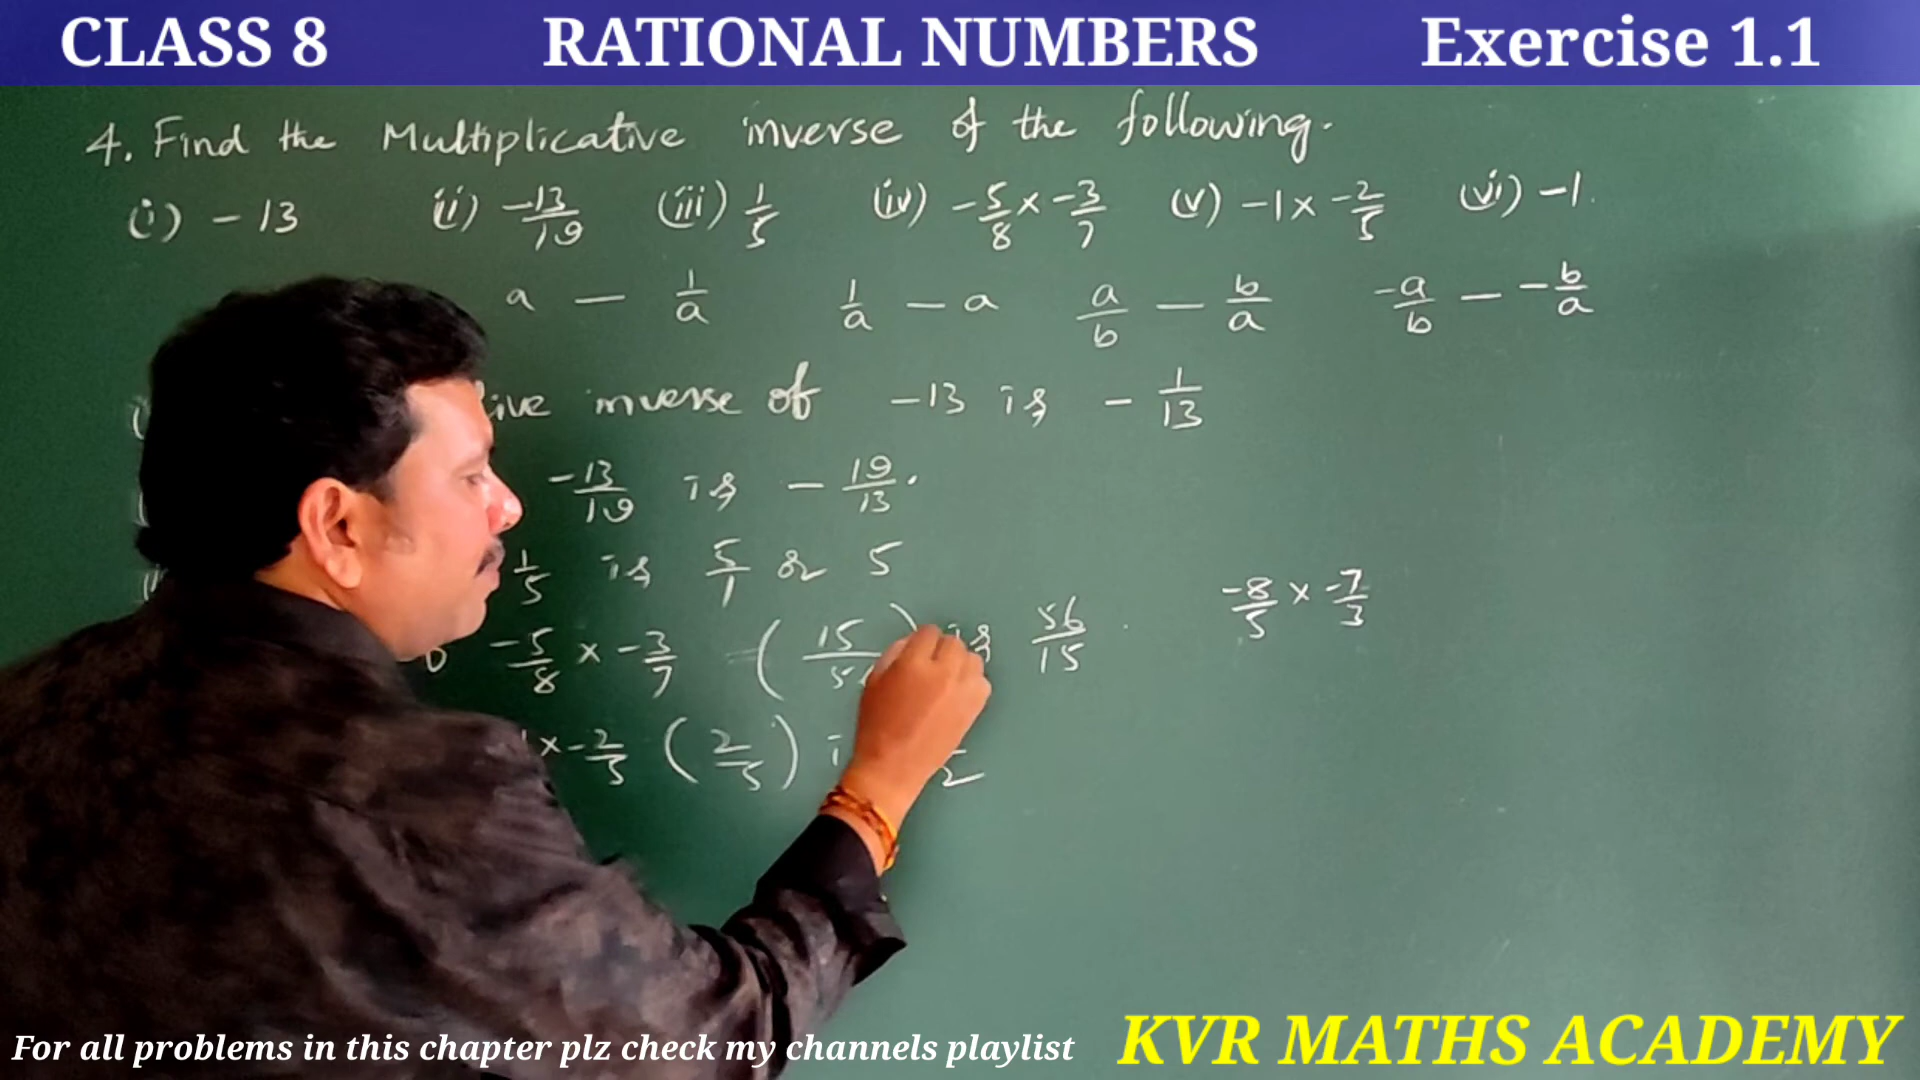 CLASS 8 RATIONAL NUMBERS Exercise 1.1
4. Find the Multiplicative inverse of the following.
(i) -13 (ii) -13/19 (iii) 1/5 (iv) -5/8 × -3/7 (v) -1 × -2/5 (vi) -1.
a — 1/a 1/a — a a/b — b/a -a/b — -b/a
ive inverse of -13 is - 1/13
-13/19 is - 19/13.
1/5 is 5/1 or 5
-8/5 × -7/3
-5/8 × -3/7 (15/56) is 56/15.
× -2/5 (2/5) 2
For all problems in this chapter plz check my channels playlist
KVR MATHS ACADEMY